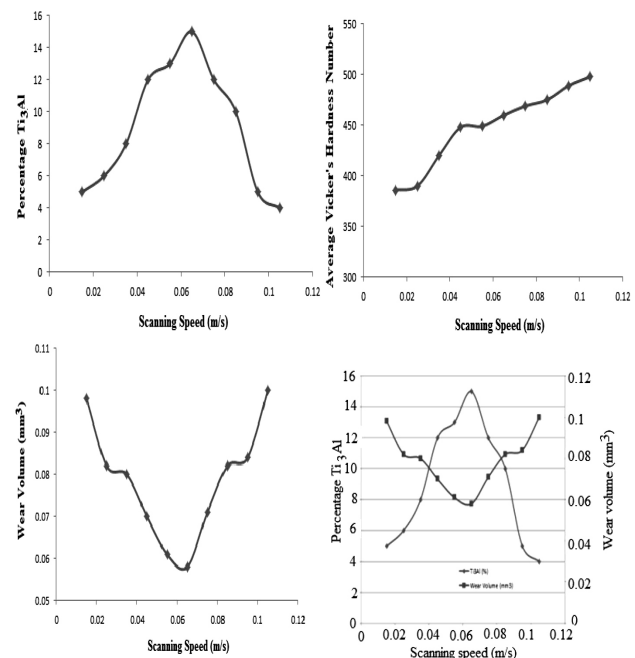 16
14
12
10
8
6
4
2
0
Percentage Ti3Al
0 0.02 0.04 0.06 0.08 0.1 0.12
Scanning Speed (m/s)
550
500
450
400
350
300
Average Vicker's Hardness Number
0 0.02 0.04 0.06 0.08 0.1 0.12
Scanning Speed (m/s)
0.11
0.1
0.09
0.08
0.07
0.06
0.05
Wear Volume (mm3)
0 0.02 0.04 0.06 0.08 0.1 0.12
Scanning Speed (m/s)
16
14
12
10
8
6
4
2
0
Percentage Ti3Al
0.12
0.1
0.08
0.06
0.04
0.02
0
Wear volume (mm3)
Ti3Al (%)
Wear Volume (mm3)
0 0.02 0.04 0.06 0.08 0.10 0.12
Scanning speed (m/s)